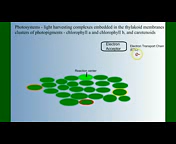 Photosystems - light harvesting complexes embedded in the thylakoid membranes
clusters of photopigments - chlorophyll a and chlorophyll b, and carotenoids
Electron
Acceptor
Electron Transport Chain
(ETC)
e-
Reaction center